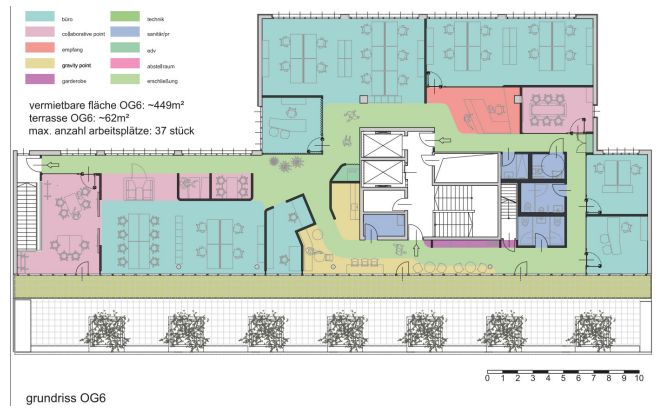 büro technik
collaborative point sanitär/pr
empfang edv
gravity point abstellraum
garderobe erschließung
vermietbare fläche OG6: ~449m²
terrasse OG6: ~62m²
max. anzahl arbeitsplätze: 37 stück
0 1 2 3 4 5 6 7 8 9 10
grundriss OG6